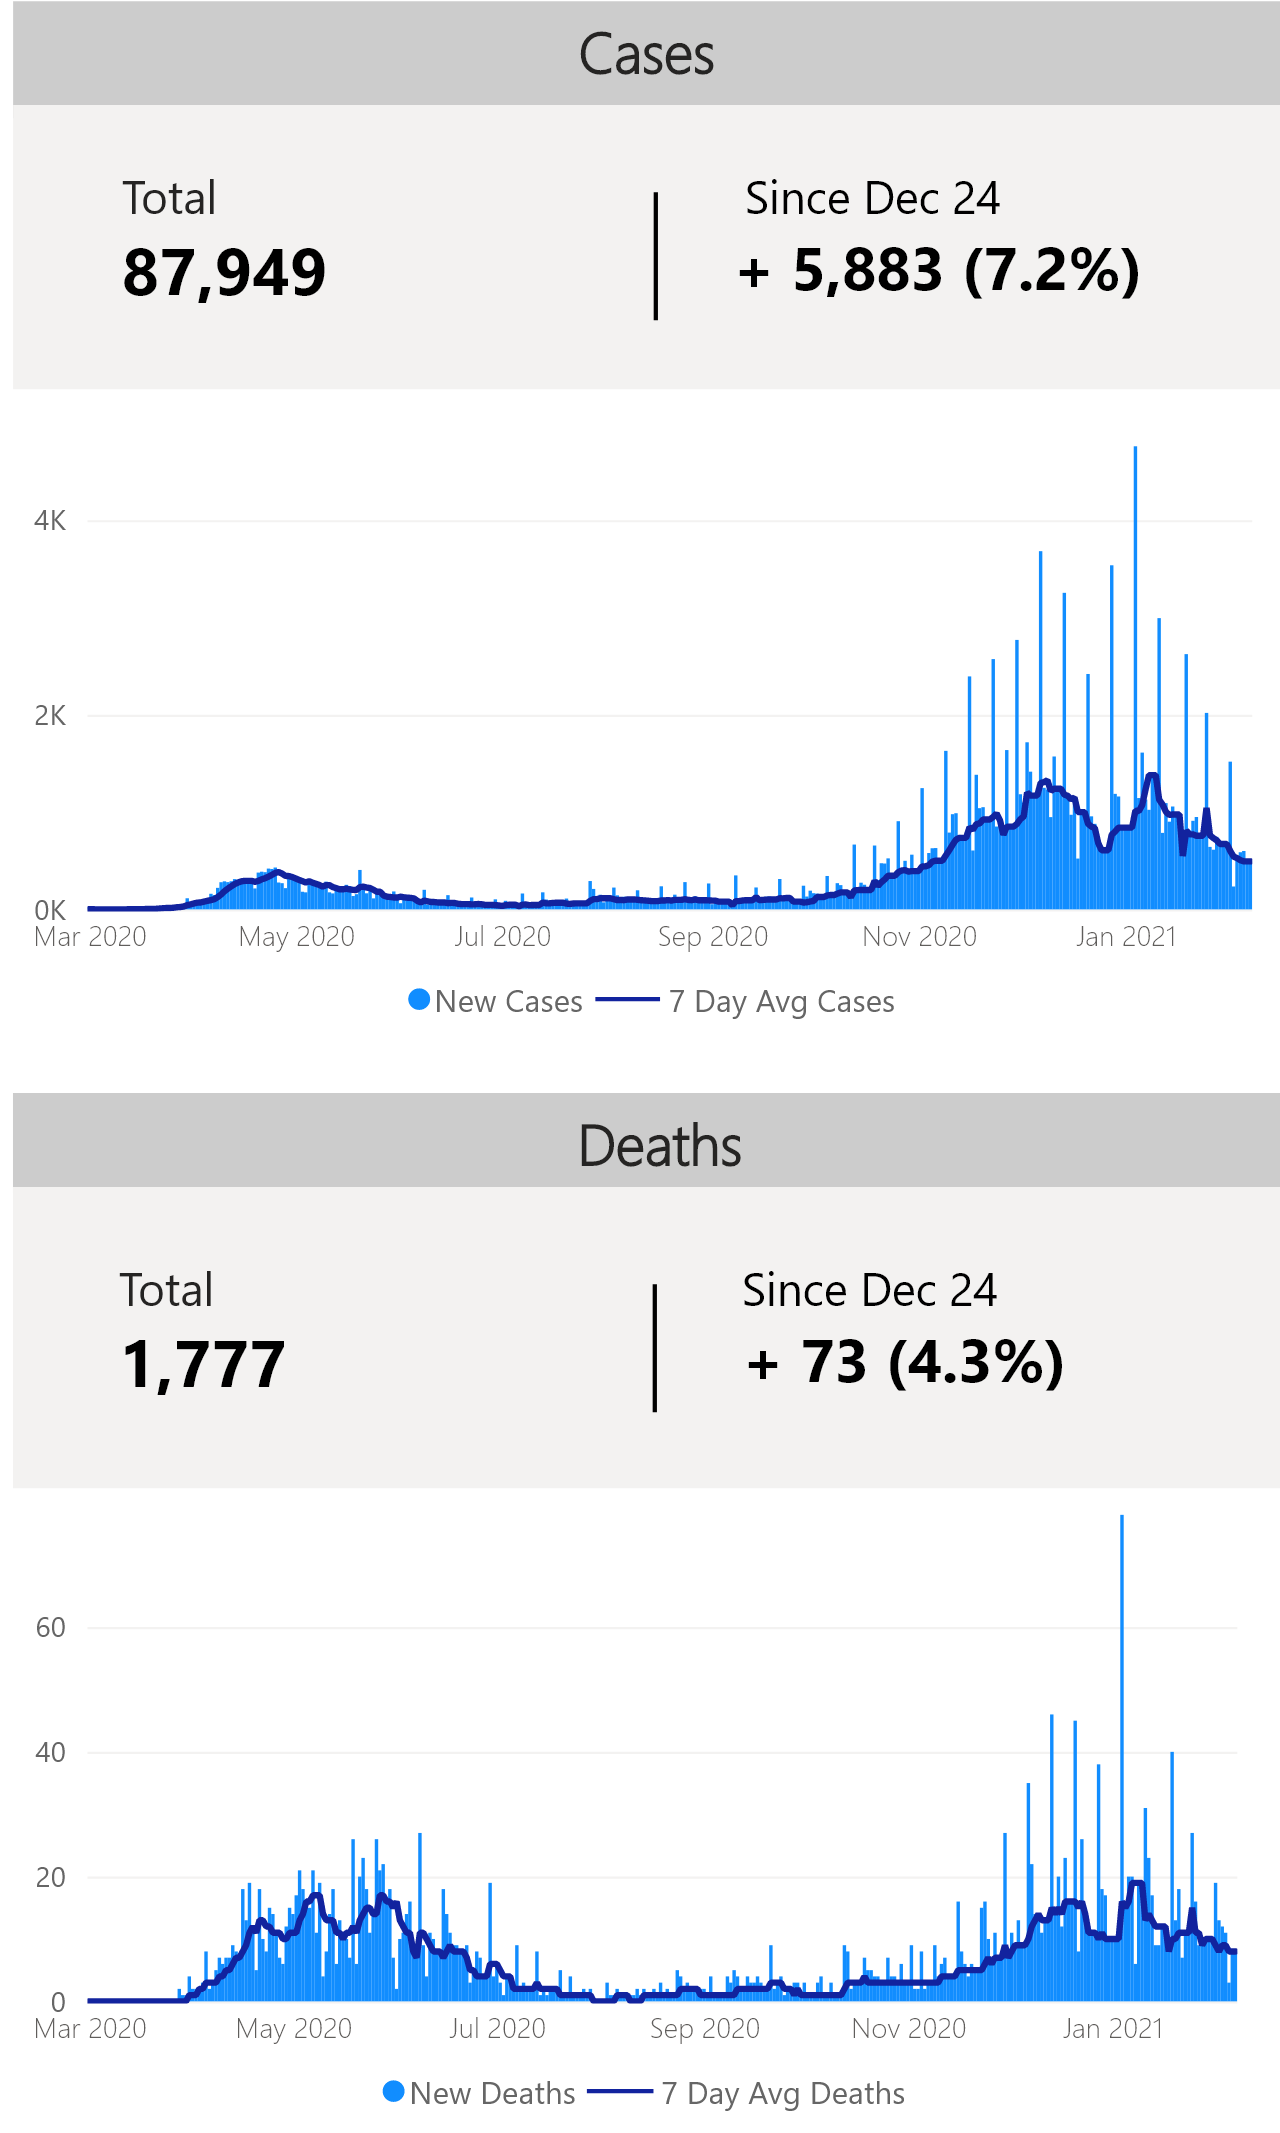 Cases
Total
Since Dec 24
87,949
+ 5,883 (7.2%)
4K
2K
0K
Mar 2020 May 2020 Jul 2020 Sep 2020 Nov 2020 Jan 2021
New Cases 7 Day Avg Cases
Deaths
Total
Since Dec 24
1,777
+ 73 (4.3%)
60
40
20
0
Mar 2020 May 2020 Jul 2020 Sep 2020 Nov 2020 Jan 2021
New Deaths 7 Day Avg Deaths